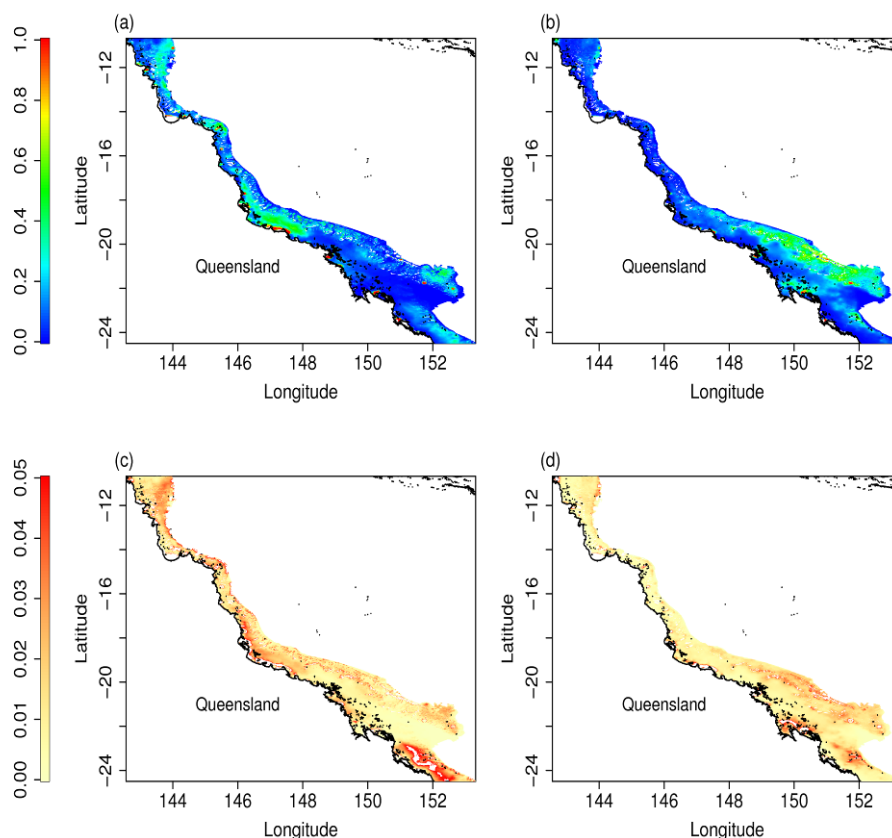 (a)
(b)
0.0 0.2 0.4 0.6 0.8 1.0
Latitude
−24 −20 −16 −12
Queensland
144 146 148 150 152
Longitude
Latitude
−24 −20 −16 −12
Queensland
144 146 148 150 152
Longitude
(c)
(d)
0.00 0.01 0.02 0.03 0.04 0.05
Latitude
−24 −20 −16 −12
Queensland
144 146 148 150 152
Longitude
Latitude
−24 −20 −16 −12
Queensland
144 146 148 150 152
Longitude